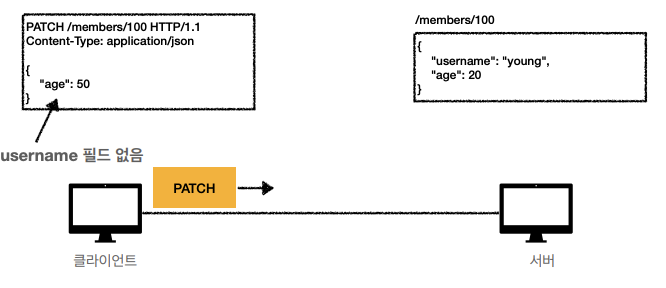 PATCH /members/100 HTTP/1.1
Content-Type: application/json
{
"age": 50
}
username 필드 없음
/members/100
{
"username": "young",
"age": 20
}
PATCH
클라이언트
서버